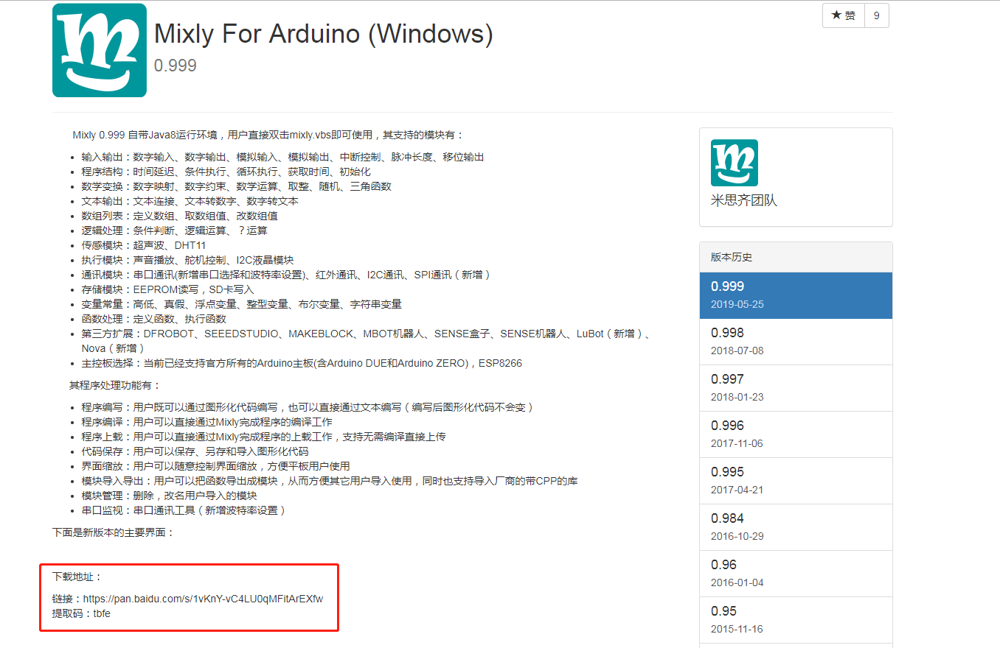 Mixly For Arduino (Windows)
0.999
★ 赞 9
Mixly 0.999 自带Java8运行环境，用户直接双击mixly.vbs即可使用，其支持的模块有：
• 输入输出：数字输入、数字输出、模拟输入、模拟输出、中断控制、脉冲长度、移位输出
• 程序结构：时间延迟、条件执行、循环执行、获取时间、初始化
• 数学变换：数字映射、数字约束、数学运算、取整、随机、三角函数
• 文本输出：文本连接、文本转数字、数字转文本
• 数组列表：定义数组、取数组值、改数组值
• 逻辑处理：条件判断、逻辑运算、？运算
• 传感模块：超声波、DHT11
• 执行模块：声音播放、舵机控制、I2C液晶模块
• 通讯模块：串口通讯(新增串口选择和波特率设置)、红外通讯、I2C通讯、SPI通讯（新增）
• 存储模块：EEPROM读写，SD卡写入
• 变量常量：高低、真假、浮点变量、整型变量、布尔变量、字符串变量
• 函数处理：定义函数、执行函数
• 第三方扩展：DFROBOT、SEEEDSTUDIO、MAKEBLOCK、MBOT机器人、SENSE盒子、SENSE机器人、LuBot（新增）、
Nova（新增）
• 主控板选择：当前已经支持官方所有的Arduino主板(含Arduino DUE和Arduino ZERO)，ESP8266
其程序处理功能有：
• 程序编写：用户既可以通过图形化代码编写，也可以直接通过文本编写（编写后图形化代码不会变）
• 程序编译：用户可以直接通过Mixly完成程序的编译工作
• 程序上载：用户可以直接通过Mixly完成程序的上载工作，支持无需编译直接上传
• 代码保存：用户可以保存、另存和导入图形化代码
• 界面缩放：用户可以随意控制界面缩放，方便平板用户使用
• 模块导入导出：用户可以把函数导出成模块，从而方便其它用户导入使用，同时也支持导入厂商的带CPP的库
• 模块管理：删除，改名用户导入的模块
• 串口监视：串口通讯工具（新增波特率设置）
下面是新版本的主要界面：
下载地址：
链接：https://pan.baidu.com/s/1vKnY-vC4LU0qMFitArEXfw
提取码：tbfe
米思齐团队
版本历史
0.999
2019-05-25
0.998
2018-07-08
0.997
2018-01-23
0.996
2017-11-06
0.995
2017-04-21
0.984
2016-10-29
0.96
2016-01-04
0.95
2015-11-16